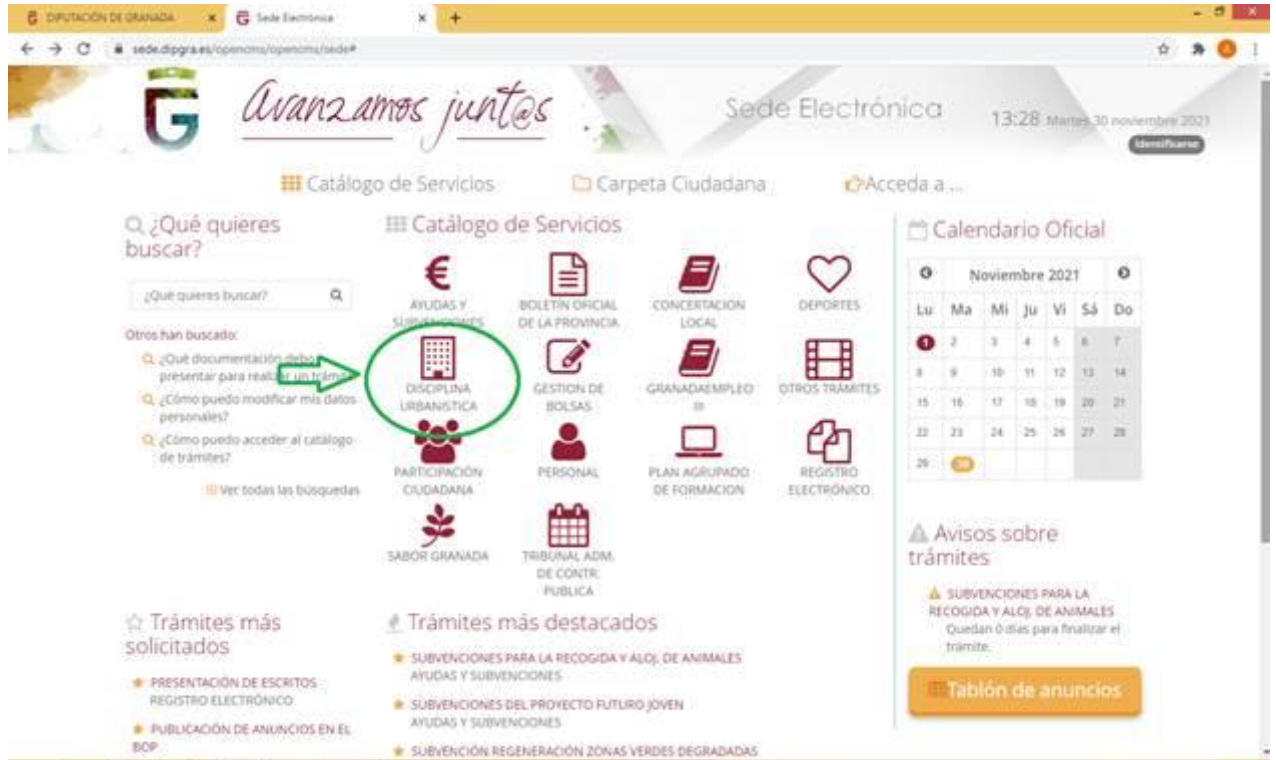 DIPUTACIÓN DE GRANADA
Sede Electrónica
sede.dipgra.es/opencms/opencms/sede#
G
avanzamos junt@s
Sede Electrónica
13:28 Martes 30 noviembre 2021
Identificarse
Catálogo de Servicios
Carpeta Ciudadana
Acceda a ...
¿Qué quieres
buscar?
¿Qué quieres buscar?
Otros han buscado:
¿Qué documentación debo
presentar para realizar un trámite
¿Cómo puedo modificar mis datos
personales?
¿Cómo puedo acceder al catálogo
de trámites?
Ver todas las búsquedas
Catálogo de Servicios
AYUDAS Y
SUBVENCIONES
BOLETÍN OFICIAL
DE LA PROVINCIA
CONCERTACION
LOCAL
DEPORTES
DISCIPLINA
URBANISTICA
GESTION DE
BOLSAS
GRANADAEMPLEO
III
OTROS TRÁMITES
PARTICIPACIÓN
CIUDADANA
PERSONAL
PLAN AGRUPADO
DE FORMACION
REGISTRO
ELECTRÓNICO
SABOR GRANADA
TRIBUNAL ADM.
DE CONTR.
PUBLICA
Calendario Oficial
Noviembre 2021
Lu Ma Mi Ju Vi Sá Do
1 2 3 4 5 6 7
8 9 10 11 12 13 14
15 16 17 18 19 20 21
22 23 24 25 26 27 28
29 30
Avisos sobre
trámites
SUBVENCIONES PARA LA
RECOGIDA Y ALOJ. DE ANIMALES
Quedan 0 días para finalizar el
trámite.
Tablón de anuncios
Trámites más
solicitados
PRESENTACIÓN DE ESCRITOS
REGISTRO ELECTRÓNICO
PUBLICACIÓN DE ANUNCIOS EN EL
BOP
Trámites más destacados
SUBVENCIONES PARA LA RECOGIDA Y ALOJ. DE ANIMALES
AYUDAS Y SUBVENCIONES
SUBVENCIONES DEL PROYECTO FUTURO JOVEN
AYUDAS Y SUBVENCIONES
SUBVENCIÓN REGENERACIÓN ZONAS VERDES DEGRADADAS